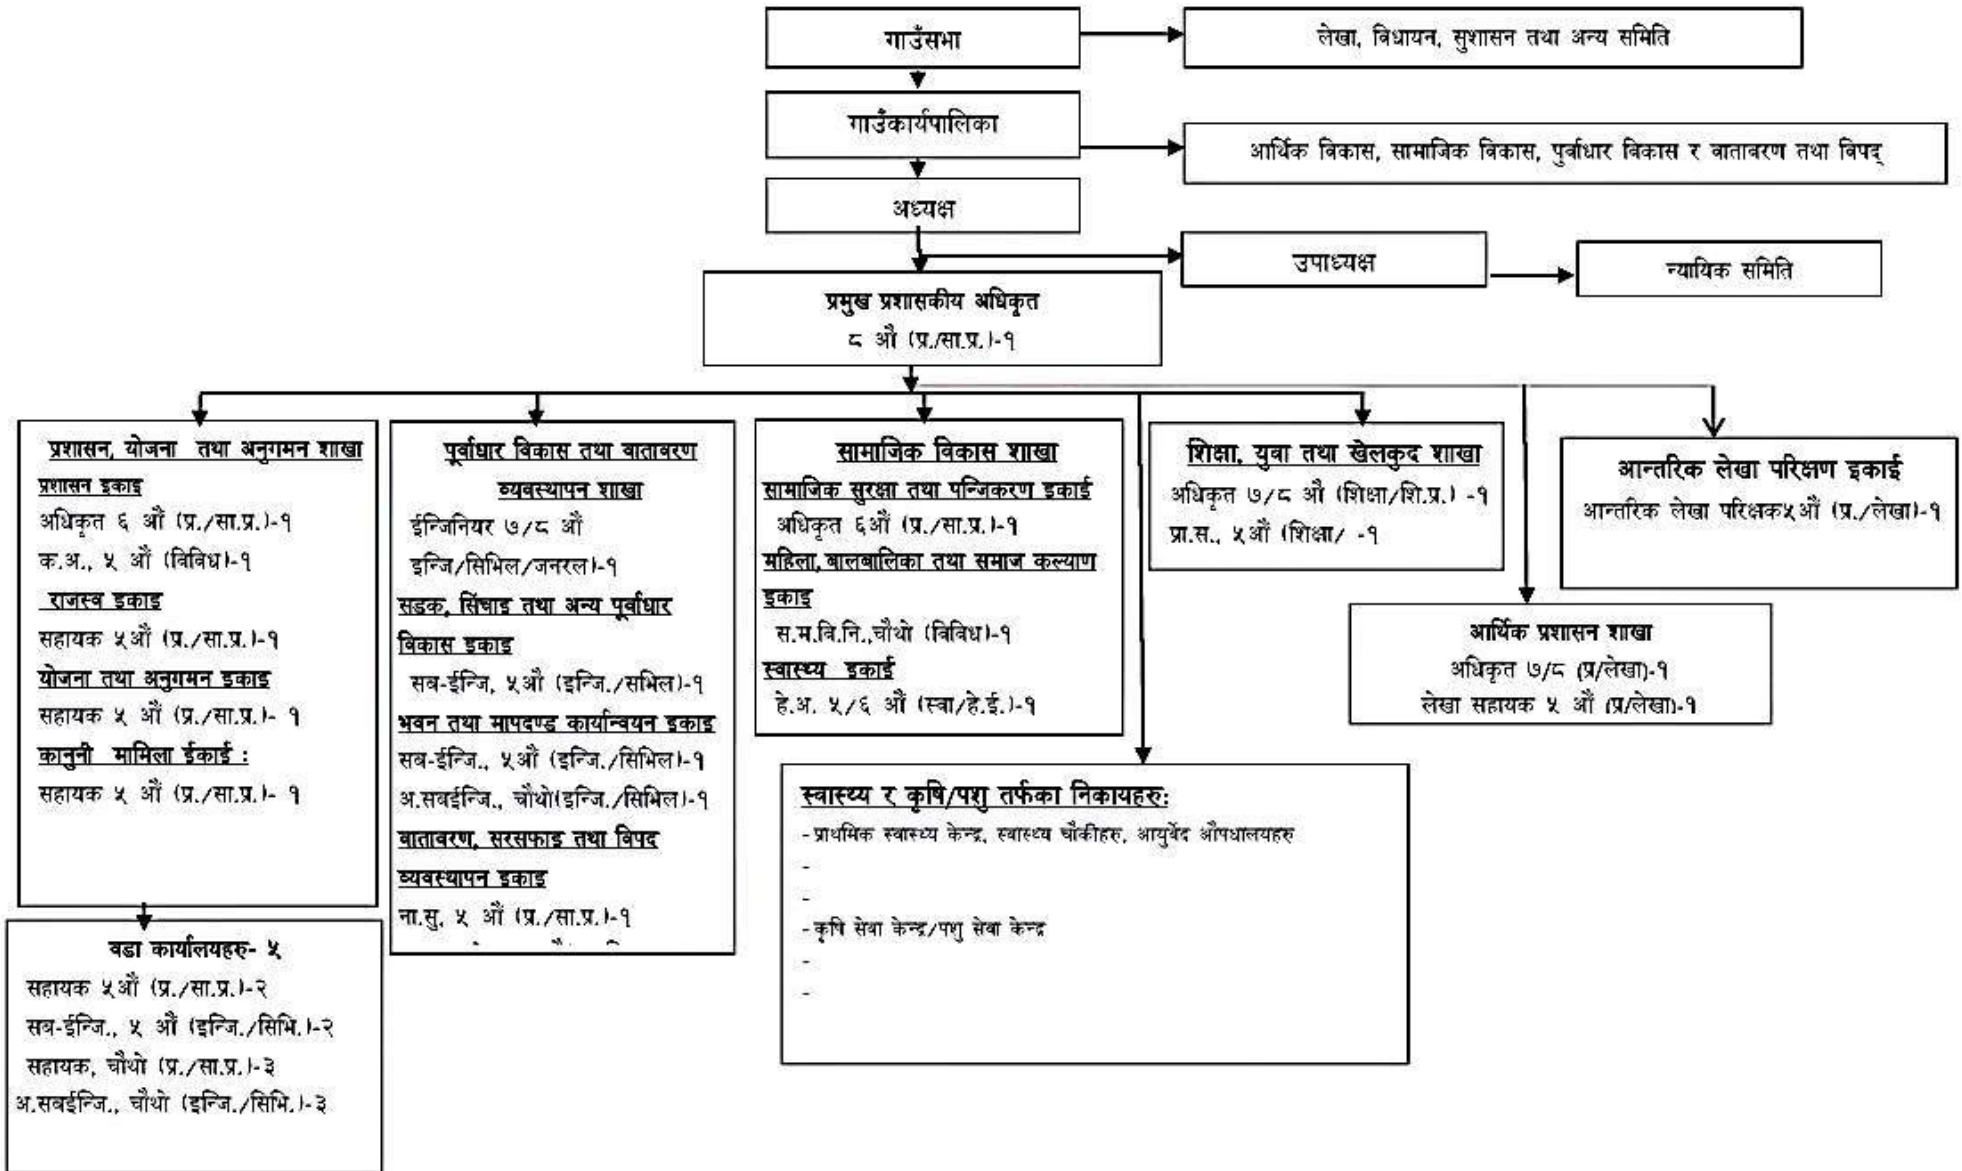 गाउँसभा
लेखा, विधायन, सुशासन तथा अन्य समिति
गाउँकार्यपालिका
आर्थिक विकास, सामाजिक विकास, पुर्वाधार विकास र वातावरण तथा विपद्
अध्यक्ष
उपाध्यक्ष
न्यायिक समिति
प्रमुख प्रशासकीय अधिकृत
८ औं (प्र./सा.प्र.)-१
प्रशासन, योजना तथा अनुगमन शाखा
प्रशासन इकाइ
अधिकृत ६ औं (प्र./सा.प्र.)-१
क.अ., ५ औं (विविध)-१
राजस्व इकाइ
सहायक ५औं (प्र./सा.प्र.)-१
योजना तथा अनुगमन इकाइ
सहायक ५ औं (प्र./सा.प्र.)- १
कानुनी मामिला ईकाई :
सहायक ५ औं (प्र./सा.प्र.)- १
वडा कार्यालयहरु- ५
सहायक ५औं (प्र./सा.प्र.)-२
सब-ईन्जि., ५ औं (इन्जि./सिभि.)-२
सहायक, चौथो (प्र./सा.प्र.)-३
अ.सबईन्जि., चौथो (इन्जि./सिभि.)-३
पूर्वाधार विकास तथा वातावरण
व्यवस्थापन शाखा
ईन्जिनियर ७/८ औं
इन्जि/सिभिल/जनरल)-१
सडक, सिंचाइ तथा अन्य पूर्वाधार
विकास इकाइ
सब-ईन्जि, ५औं (इन्जि./सभिल)-१
भवन तथा मापदण्ड कार्यान्वयन इकाइ
सब-ईन्जि., ५औं (इन्जि./सिभिल)-१
अ.सबईन्जि., चौथो(इन्जि./सिभिल)-१
वातावरण, सरसफाइ तथा विपद
व्यवस्थापन इकाइ
ना.सु, ५ औं (प्र./सा.प्र.)-१
सामाजिक विकास शाखा
सामाजिक सुरक्षा तथा पन्जिकरण इकाई
अधिकृत ६औं (प्र./सा.प्र.)-१
महिला, बालबालिका तथा समाज कल्याण
इकाइ
स.म.वि.नि.,चौथो (विविध)-१
स्वास्थ्य इकाई
हे.अ. ५/६ औं (स्वा/हे.ई.)-१
शिक्षा, युवा तथा खेलकुद शाखा
अधिकृत ७/८ औं (शिक्षा/शि.प्र.) -१
प्रा.स., ५औं (शिक्षा/ -१
आन्तरिक लेखा परिक्षण इकाई
आन्तरिक लेखा परिक्षक५औं (प्र./लेखा)-१
आर्थिक प्रशासन शाखा
अधिकृत ७/८ (प्र/लेखा)-१
लेखा सहायक ५ औं (प्र/लेखा)-१
स्वास्थ्य र कृषि/पशु तर्फका निकायहरु:
-प्राथमिक स्वास्थ्य केन्द्र, स्वास्थ्य चौकीहरु, आयुर्वेद औषधालयहरु
-
-
-कृषि सेवा केन्द्र/पशु सेवा केन्द्र
-
-